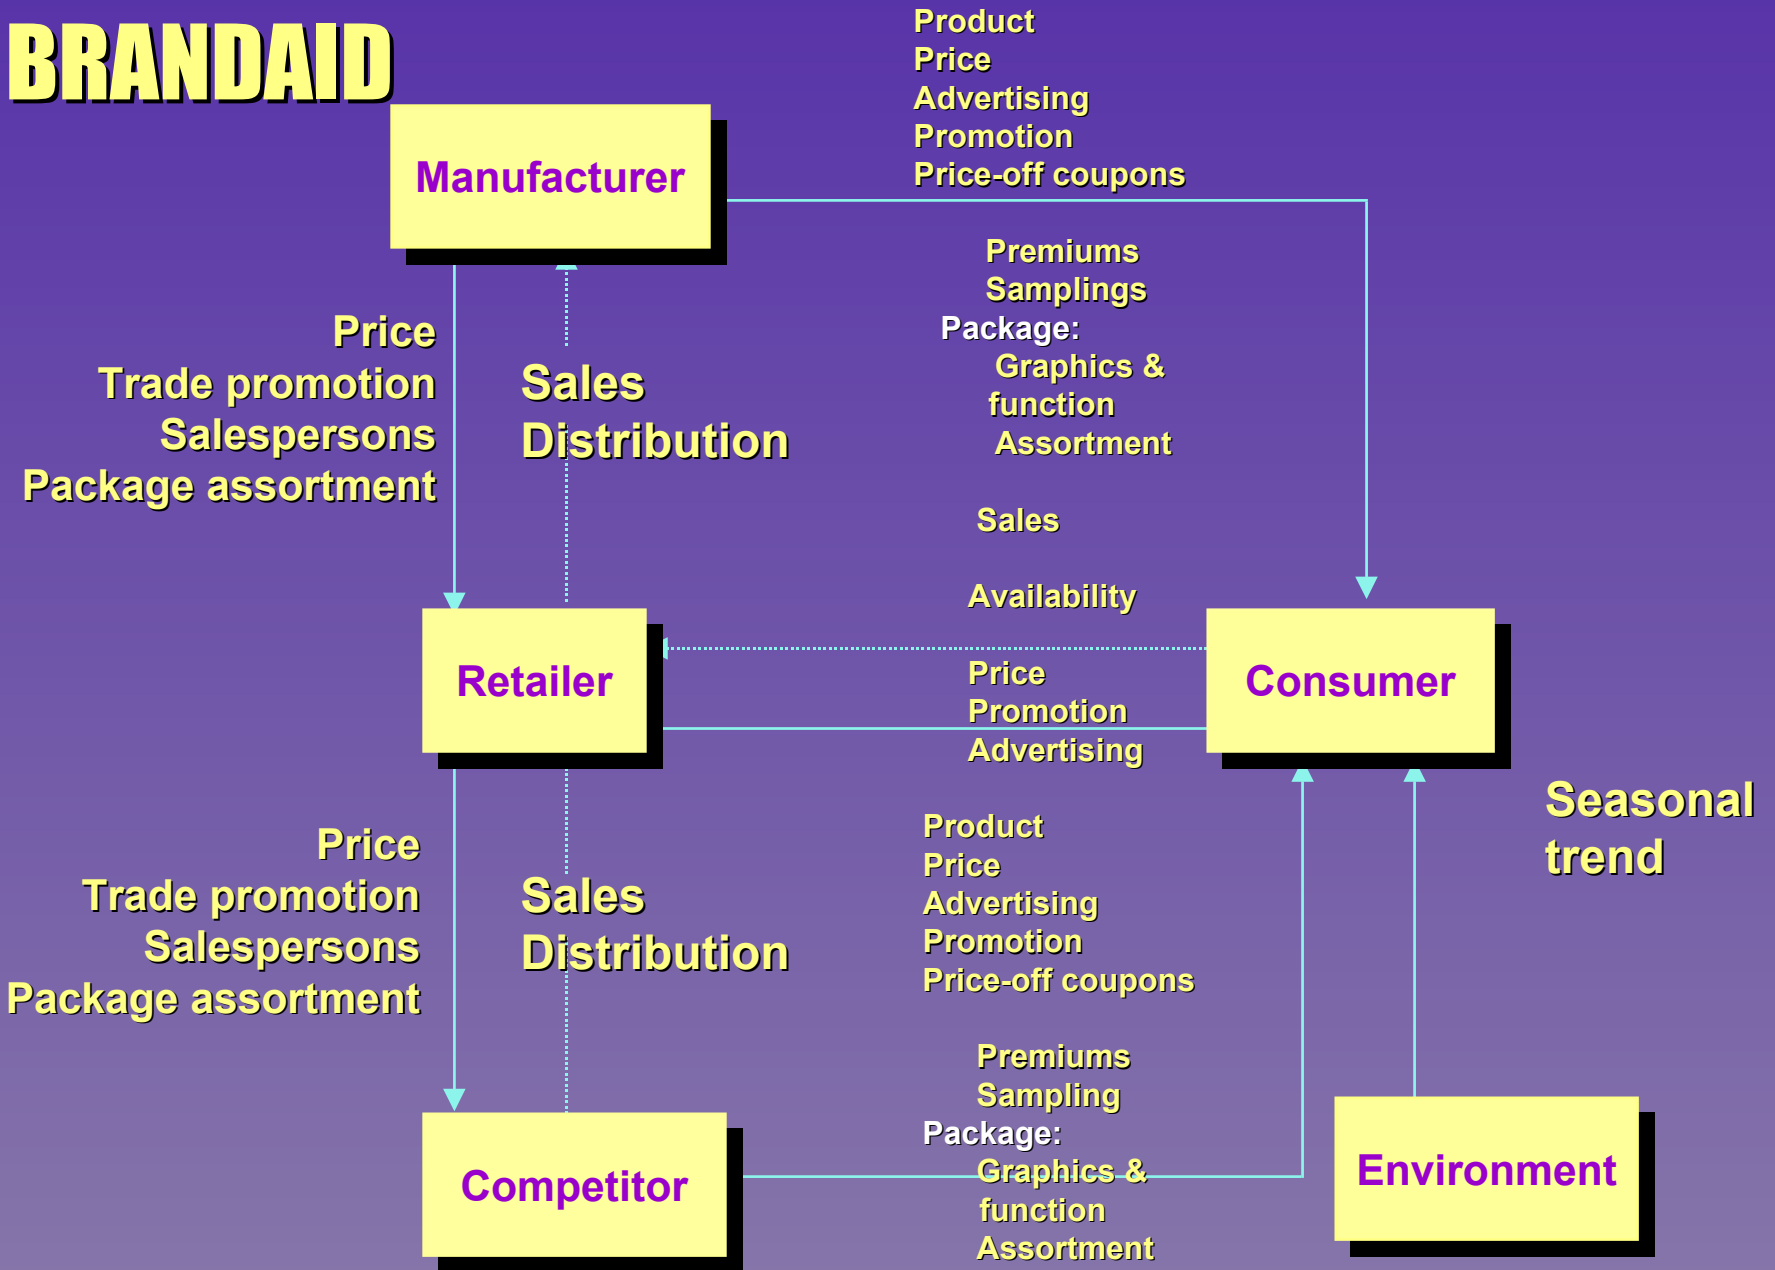 BRANDAID
Product
Price
Advertising
Promotion
Price-off coupons
Manufacturer
Premiums
Samplings
Package:
Graphics &
function
Assortment
Price
Trade promotion
Salespersons
Package assortment
Sales
Distribution
Sales
Availability
Retailer
Price
Promotion
Advertising
Consumer
Seasonal
trend
Price
Trade promotion
Salespersons
Package assortment
Sales
Distribution
Product
Price
Advertising
Promotion
Price-off coupons
Premiums
Sampling
Package:
Graphics &
function
Assortment
Competitor
Environment